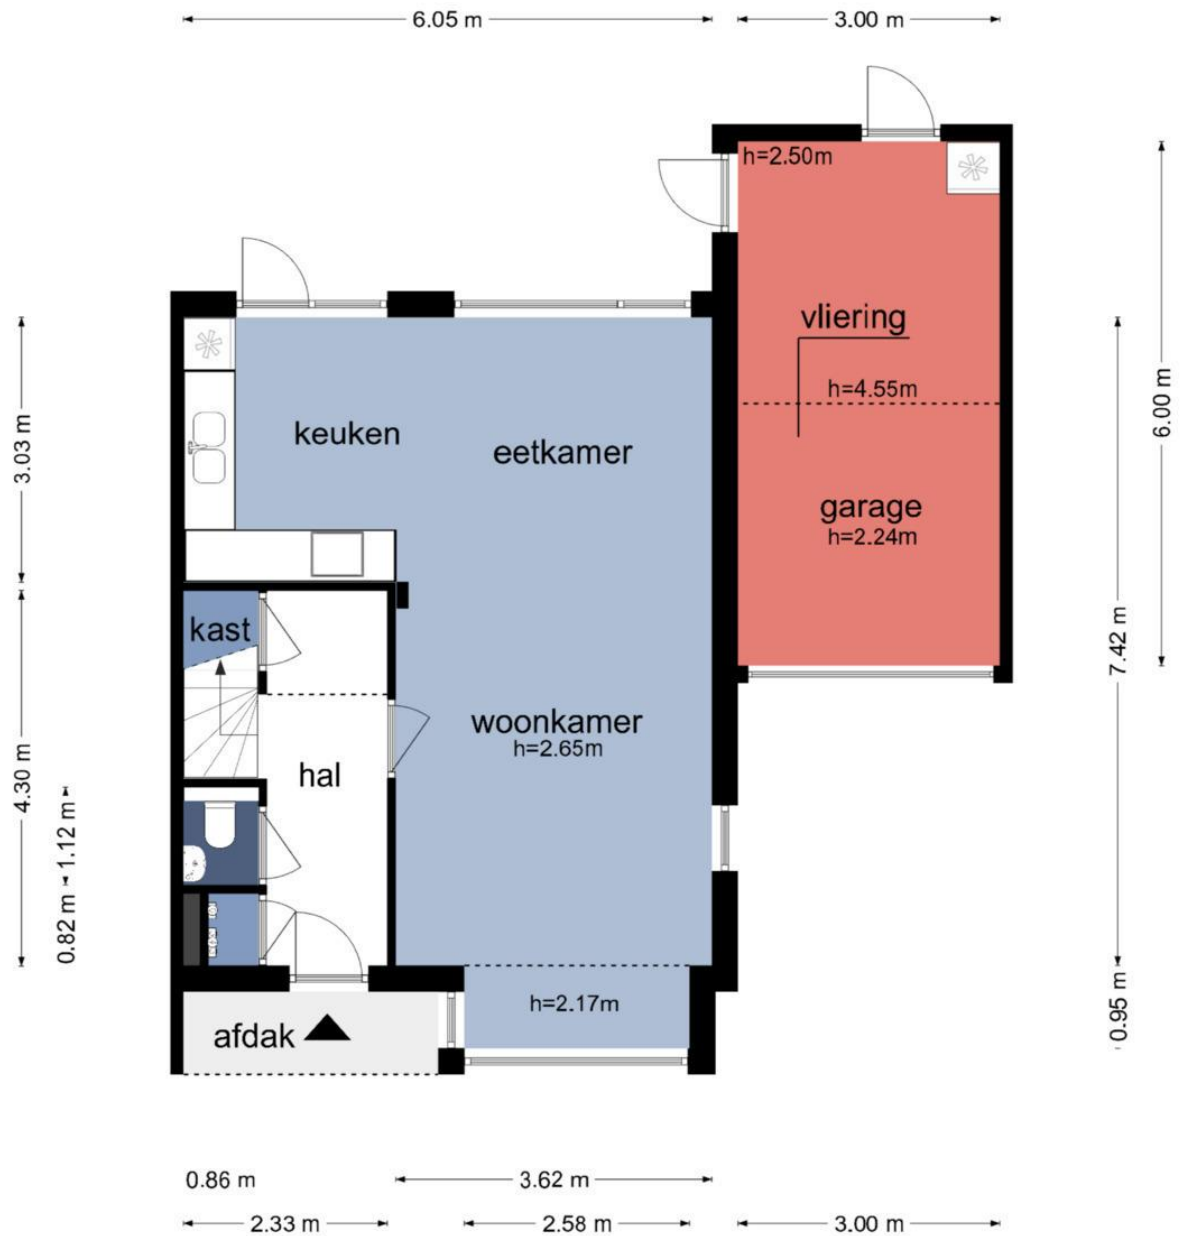 6.05 m
3.00 m
h=2.50m
vliering
h=4.55m
garage
h=2.24m
keuken
eetkamer
kast
woonkamer
h=2.65m
hal
h=2.17m
afdak
3.03 m
4.30 m
1.12 m
0.82 m
6.00 m
7.42 m
0.95 m
0.86 m
3.62 m
2.33 m
2.58 m
3.00 m